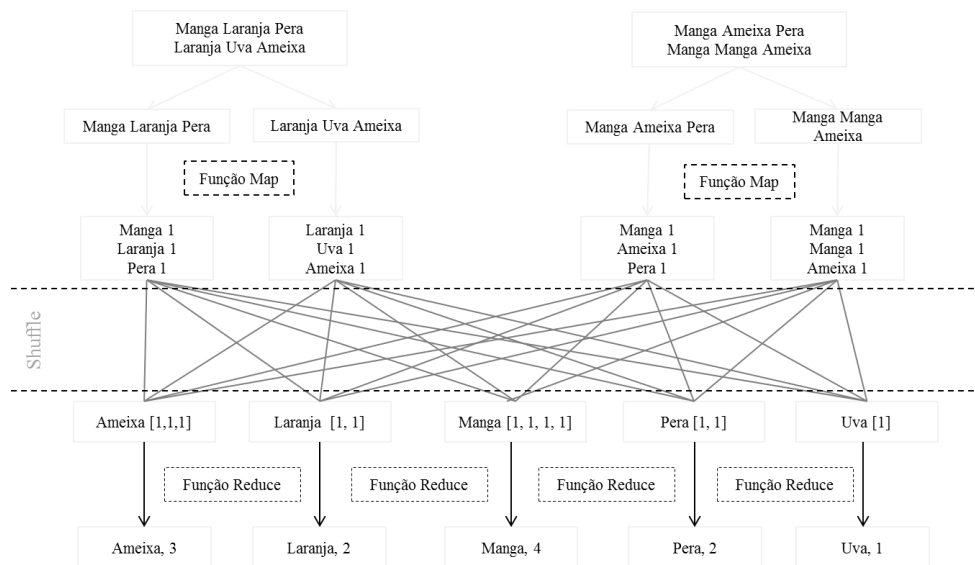 Manga Laranja Pera
Laranja Uva Ameixa
Manga Ameixa Pera
Manga Manga Ameixa
Manga Laranja Pera
Laranja Uva Ameixa
Manga Ameixa Pera
Manga Manga
Ameixa
Função Map
Função Map
Manga 1
Laranja 1
Pera 1
Laranja 1
Uva 1
Ameixa 1
Manga 1
Ameixa 1
Pera 1
Manga 1
Manga 1
Ameixa 1
Shuffle
Ameixa [1,1,1]
Laranja [1, 1]
Manga [1, 1, 1, 1]
Pera [1, 1]
Uva [1]
Função Reduce
Função Reduce
Função Reduce
Função Reduce
Ameixa, 3
Laranja, 2
Manga, 4
Pera, 2
Uva, 1